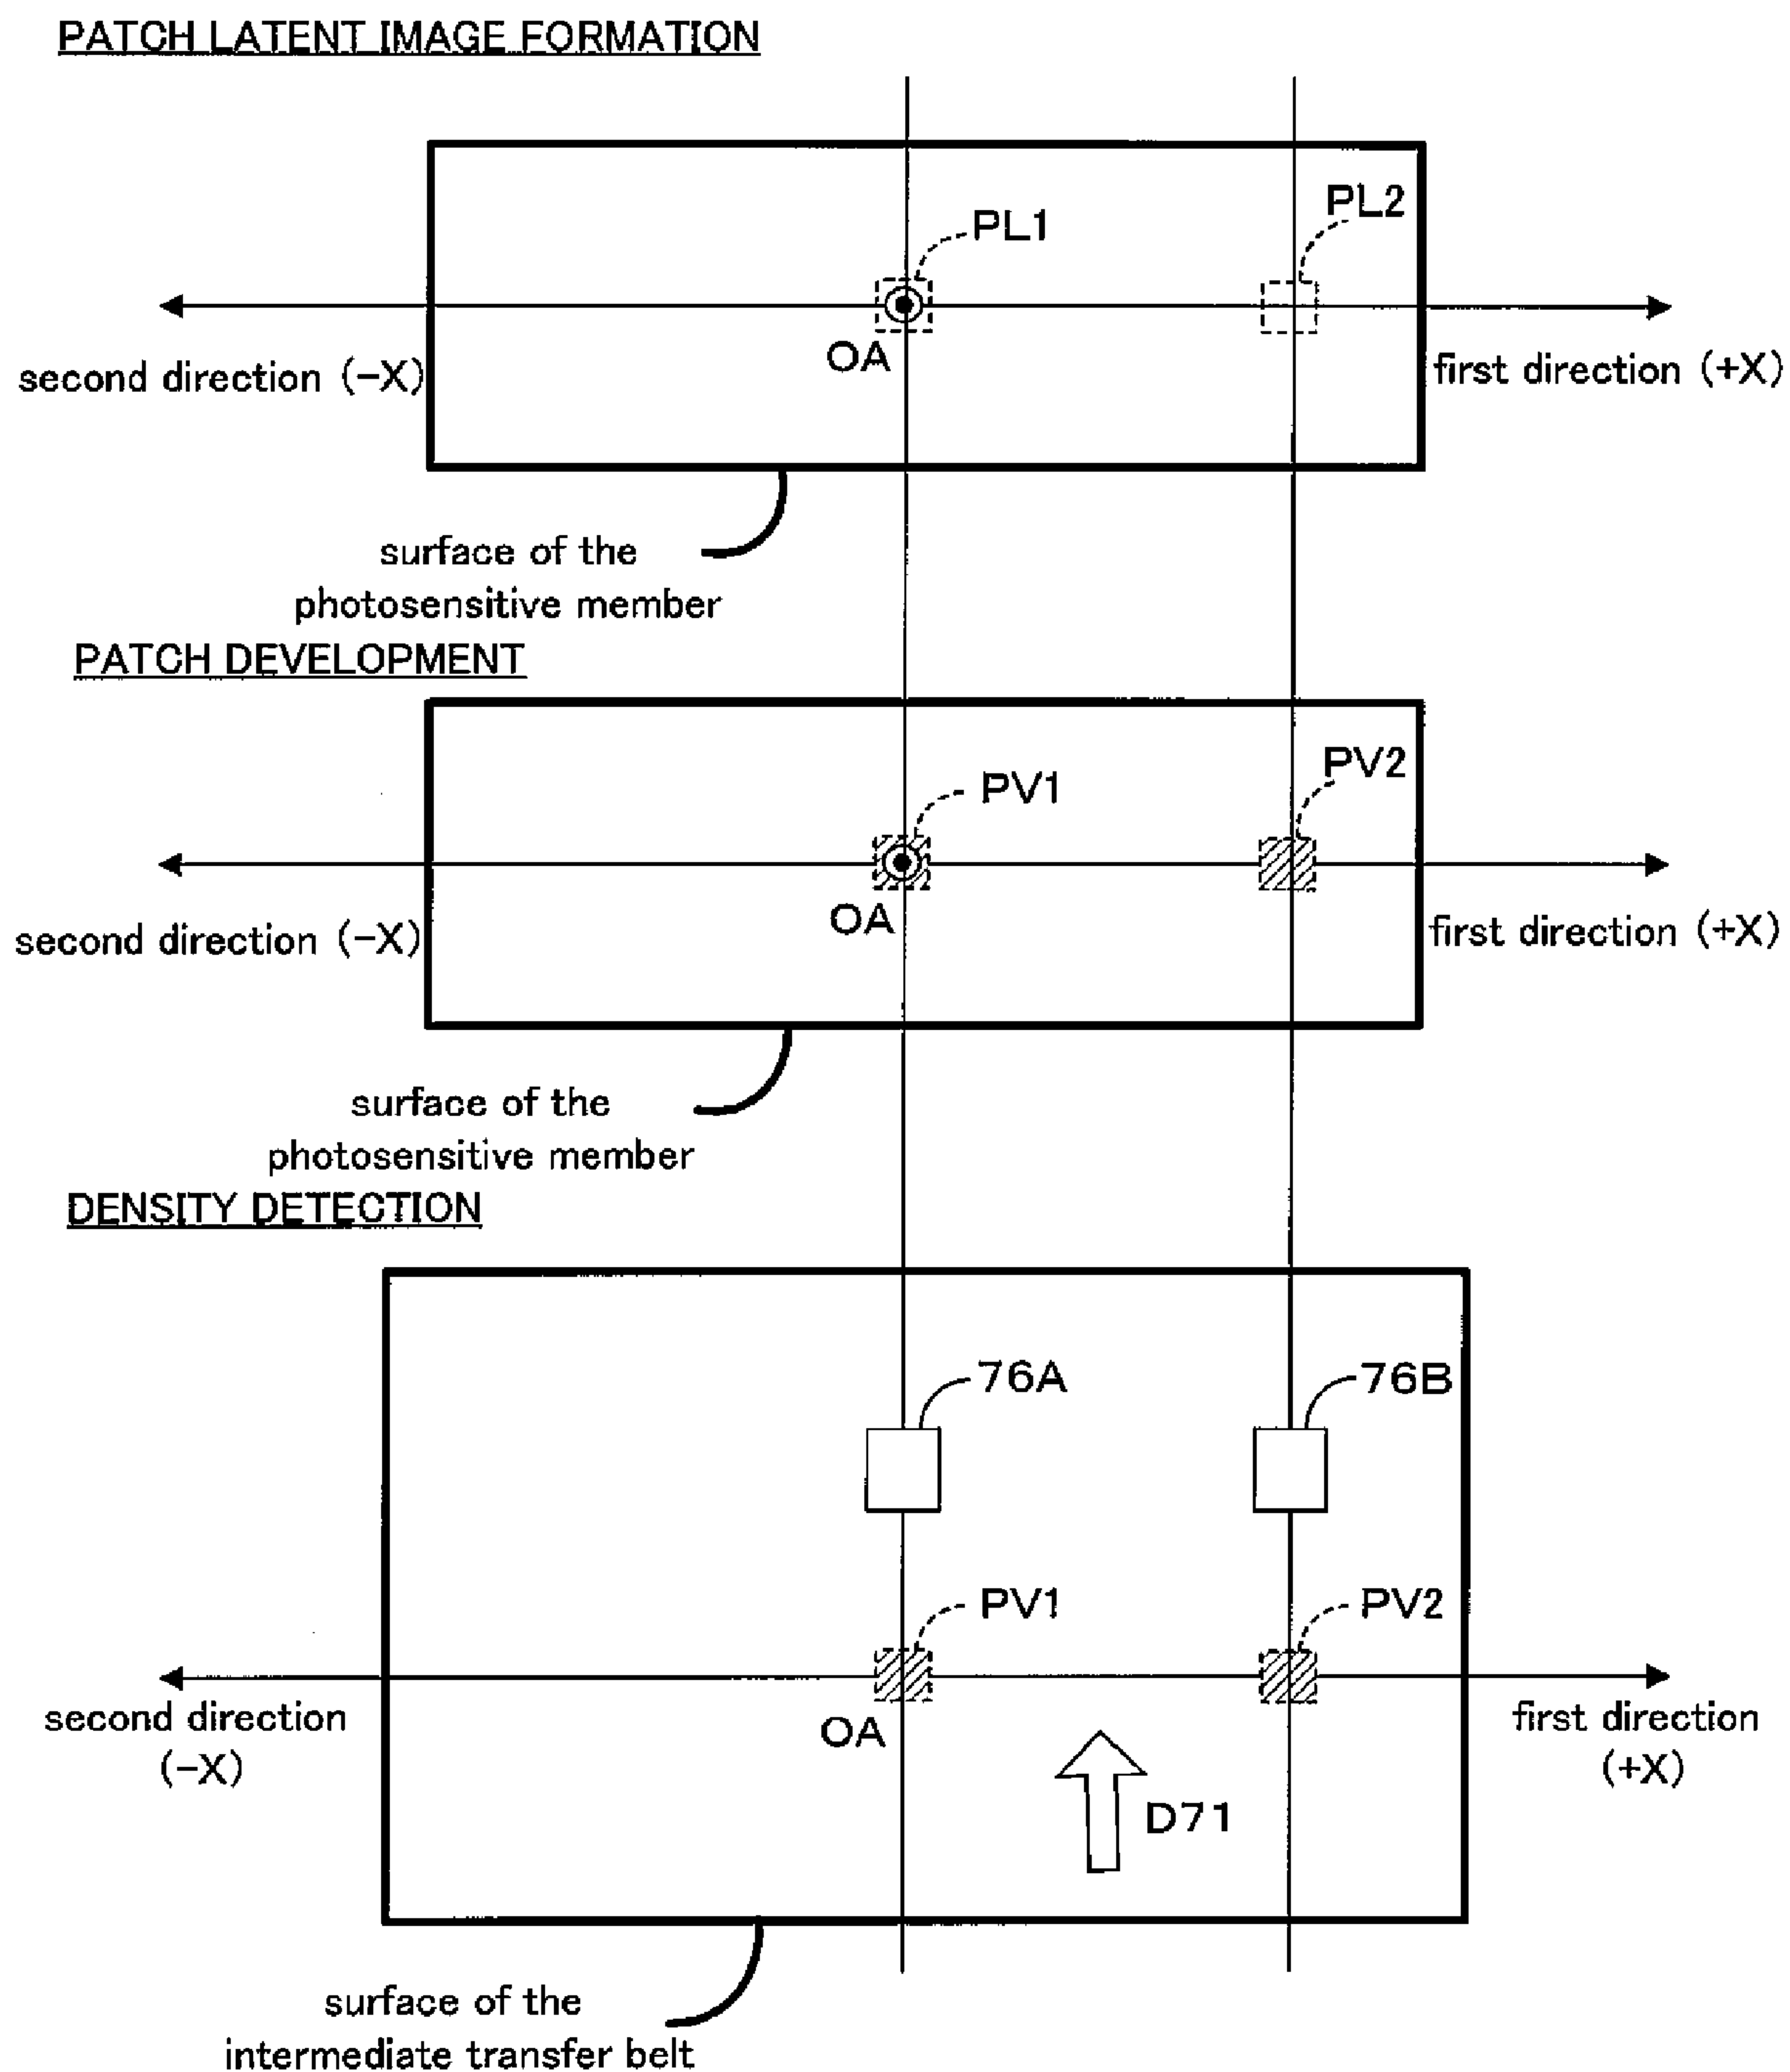 PATCH LATENT IMAGE FORMATION
PL1
PL2
OA
second direction (-X)
first direction (+X)
surface of the
photosensitive member
PATCH DEVELOPMENT
PV1
PV2
OA
second direction (-X)
first direction (+X)
surface of the
photosensitive member
DENSITY DETECTION
76A
76B
PV1
PV2
second direction
(-X)
OA
first direction
(+X)
D71
surface of the
intermediate transfer belt